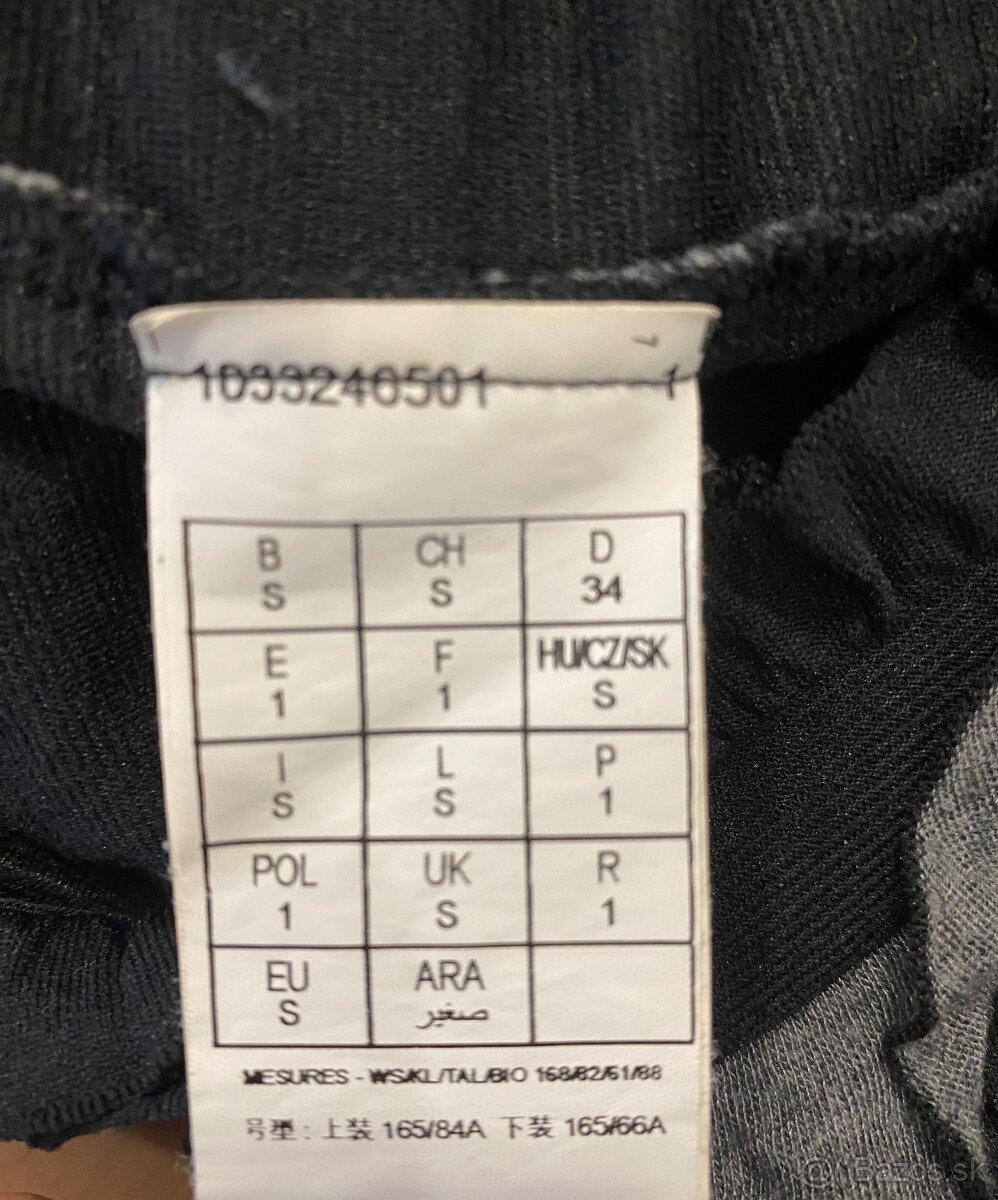 1033246501 1
B CH D
S S 34
E F HU/CZ/SK
1 1 S
I L P
S S 1
POL UK R
1 S 1
EU ARA
S صغير
MESURES - WS/KL/TAL/BIO 168/82/61/88
号型 : 上装 165/84A 下装 165/66A
Bazos.sk